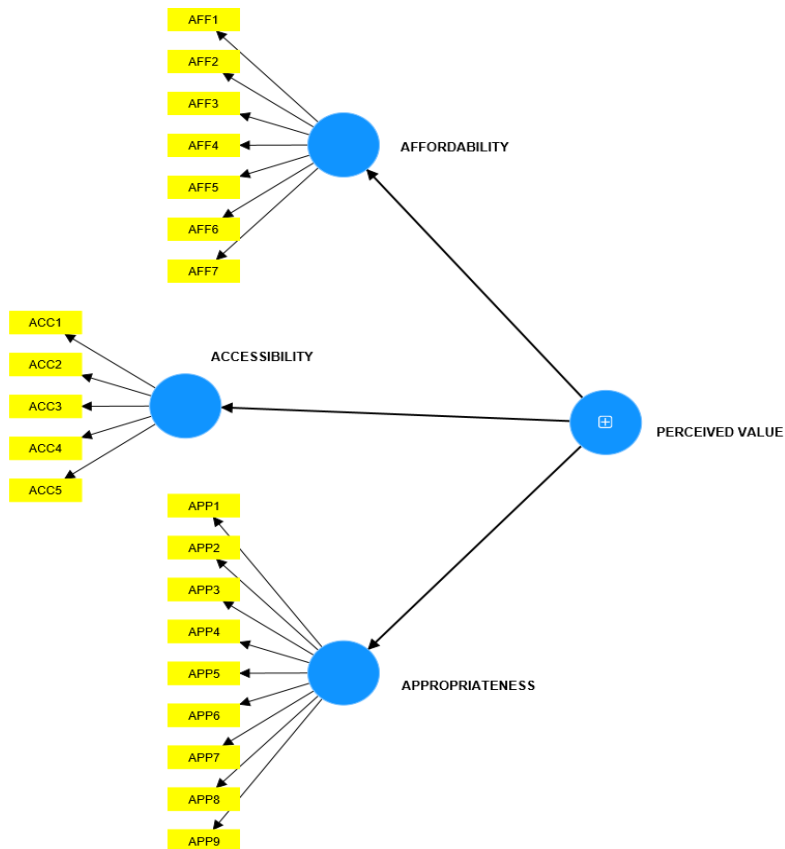 AFF1
AFF2
AFF3
AFF4
AFF5
AFF6
AFF7
AFFORDABILITY
ACC1
ACC2
ACC3
ACC4
ACC5
ACCESSIBILITY
PERCEIVED VALUE
APP1
APP2
APP3
APP4
APP5
APP6
APP7
APP8
APP9
APPROPRIATENESS